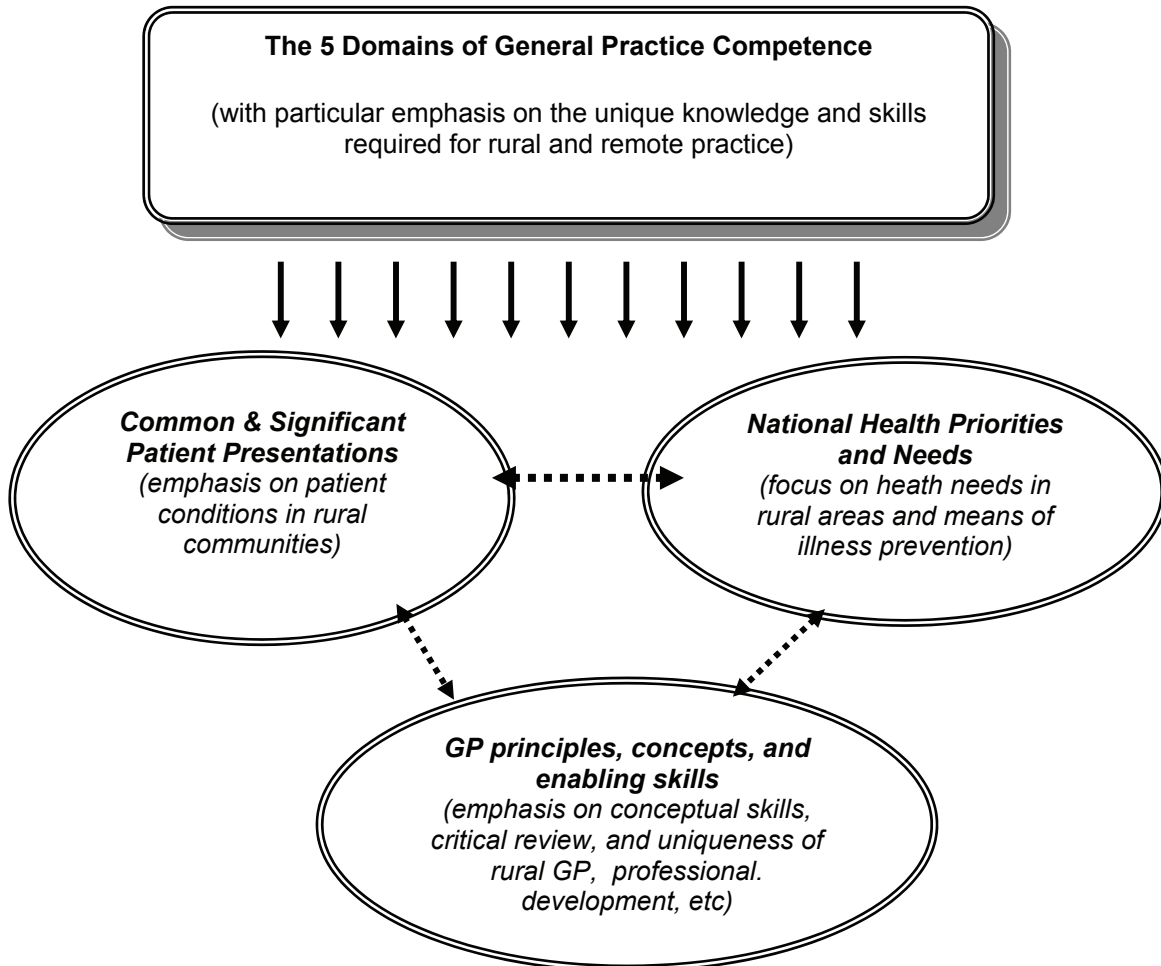 The 5 Domains of General Practice Competence
(with particular emphasis on the unique knowledge and skills
required for rural and remote practice)
Common & Significant
Patient Presentations
(emphasis on patient
conditions in rural
communities)
National Health Priorities
and Needs
(focus on heath needs in
rural areas and means of
illness prevention)
GP principles, concepts, and
enabling skills
(emphasis on conceptual skills,
critical review, and uniqueness of
rural GP,  professional.
development, etc)